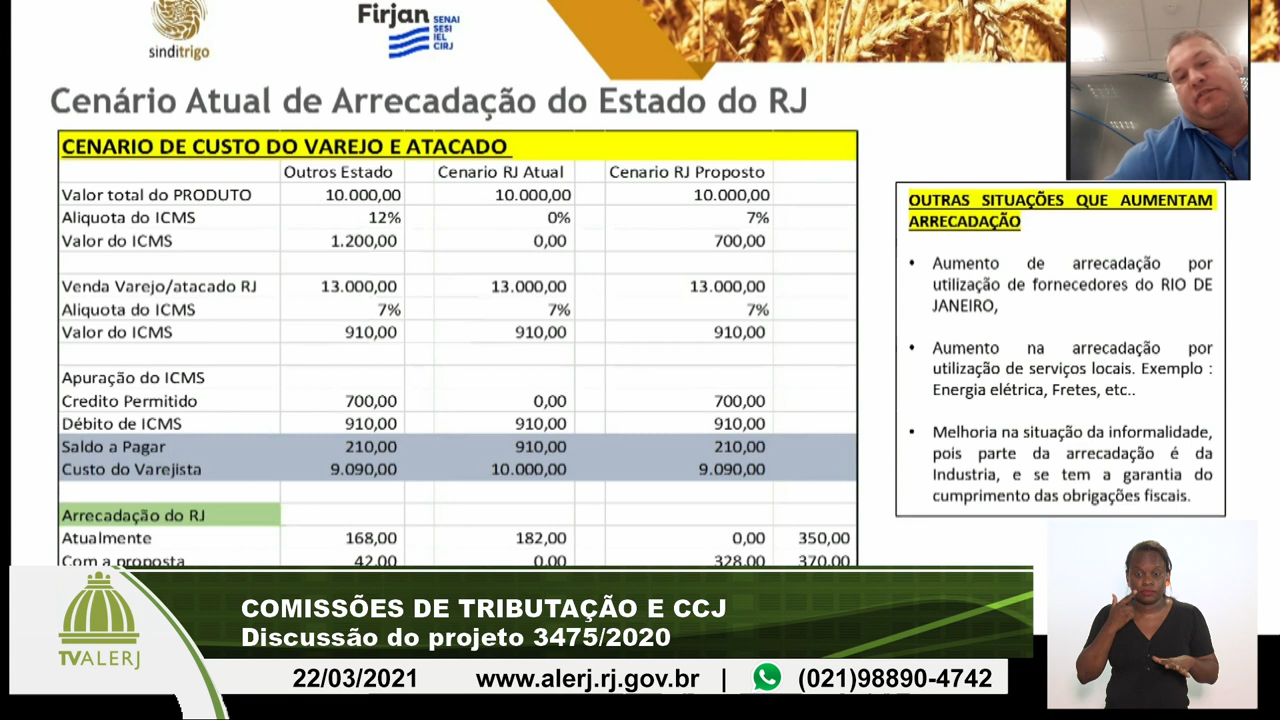 sinditrigo
Firjan SENAI
SESI
IEL
CIRJ
Cenário Atual de Arrecadação do Estado do RJ
CENARIO DE CUSTO DO VAREJO E ATACADO
Outros Estado Cenario RJ Atual Cenario RJ Proposto
Valor total do PRODUTO 10.000,00 10.000,00 10.000,00
Aliquota do ICMS 12% 0% 7%
Valor do ICMS 1.200,00 0,00 700,00
Venda Varejo/atacado RJ 13.000,00 13.000,00 13.000,00
Aliquota do ICMS 7% 7% 7%
Valor do ICMS 910,00 910,00 910,00
Apuração do ICMS
Credito Permitido 700,00 0,00 700,00
Débito de ICMS 910,00 910,00 910,00
Saldo a Pagar 210,00 910,00 210,00
Custo do Varejista 9.090,00 10.000,00 9.090,00
Arrecadação do RJ
Atualmente 168,00 182,00 0,00 350,00
Com a proposta 42,00 0,00 328,00 370,00
OUTRAS SITUAÇÕES QUE AUMENTAM
ARRECADAÇÃO
• Aumento de arrecadação por
utilização de fornecedores do RIO DE
JANEIRO,
• Aumento na arrecadação por
utilização de serviços locais. Exemplo :
Energia elétrica, Fretes, etc..
• Melhoria na situação da informalidade,
pois parte da arrecadação é da
Industria, e se tem a garantia do
cumprimento das obrigações fiscais.
TVALERJ
COMISSÕES DE TRIBUTAÇÃO E CCJ
Discussão do projeto 3475/2020
22/03/2021 www.alerj.rj.gov.br | (021)98890-4742